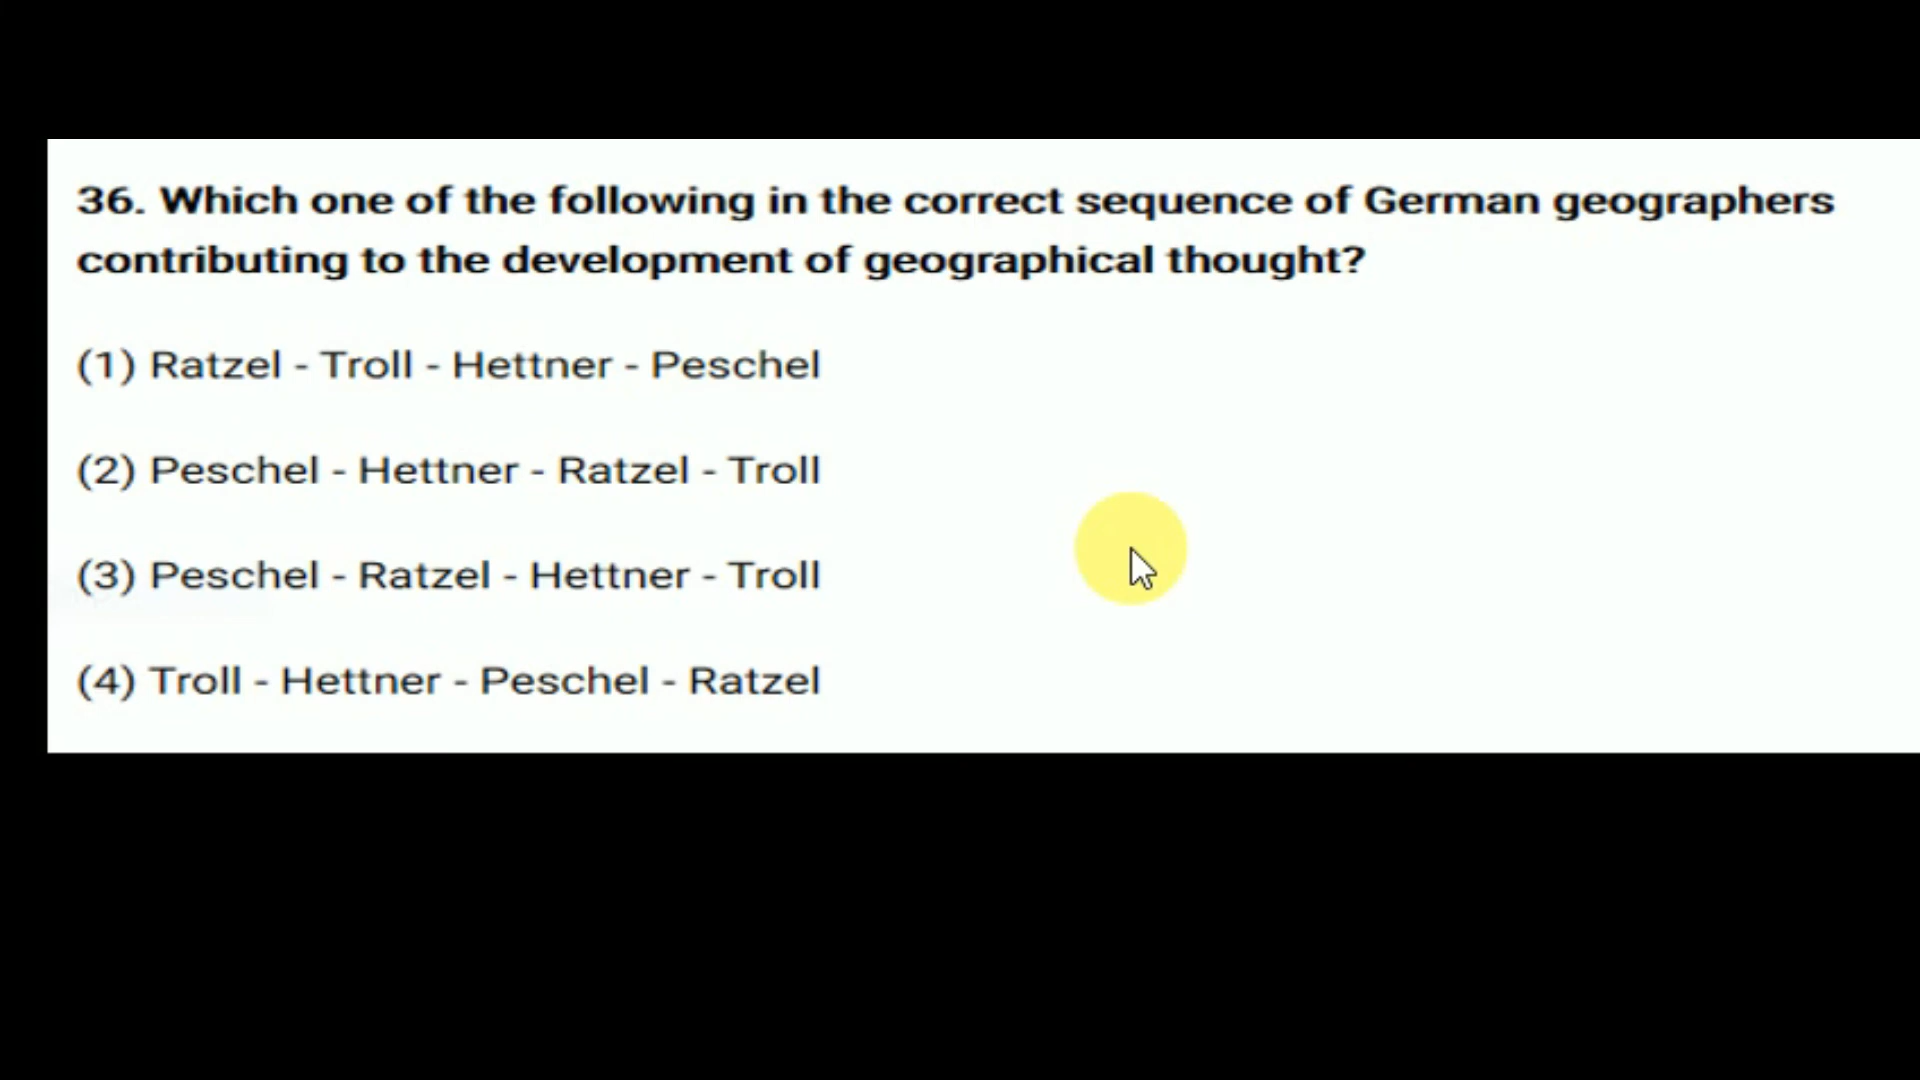 36. Which one of the following in the correct sequence of German geographers
contributing to the development of geographical thought?
(1) Ratzel - Troll - Hettner - Peschel
(2) Peschel - Hettner - Ratzel - Troll
(3) Peschel - Ratzel - Hettner - Troll
(4) Troll - Hettner - Peschel - Ratzel